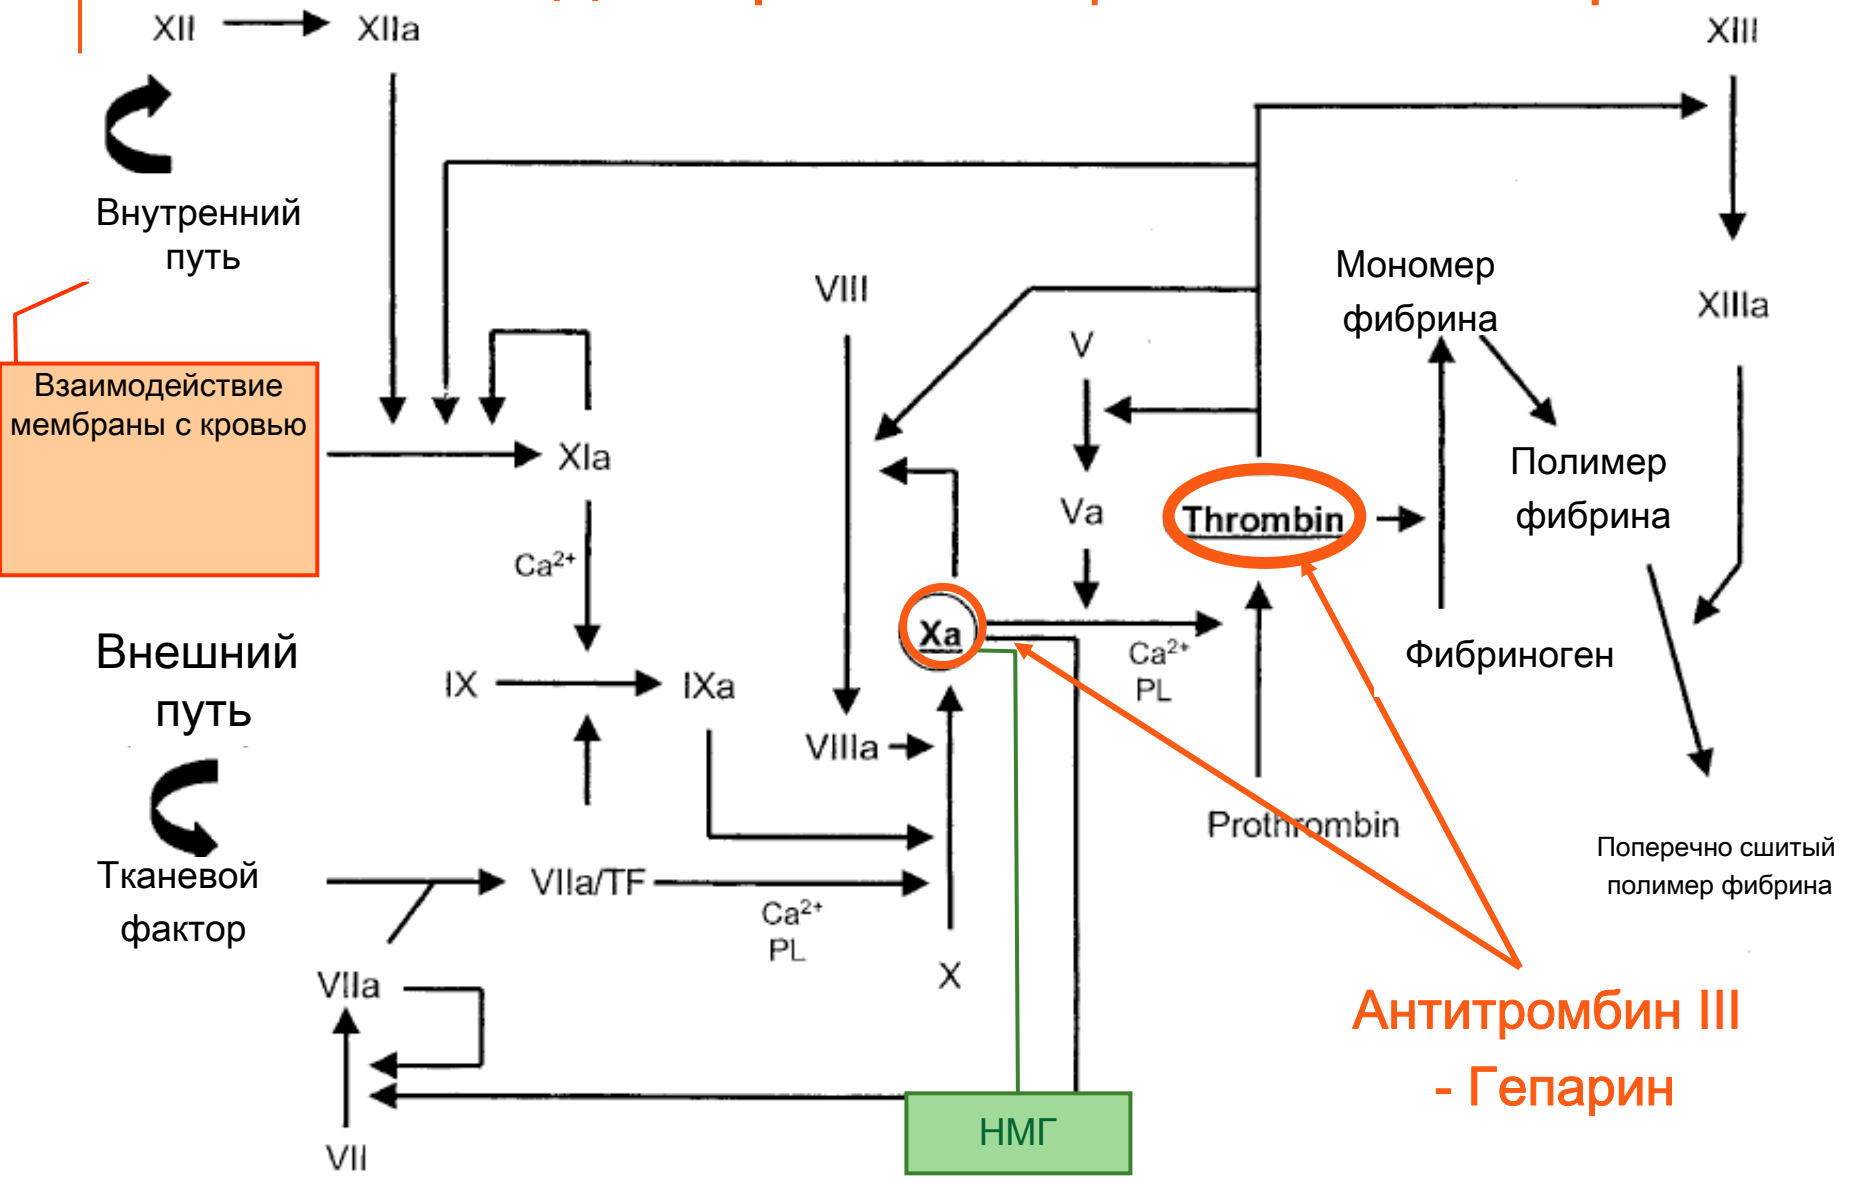 XII
XIIa
XIII
Внутренний
путь
Мономер
фибрина
VIII
XIIIa
V
Взаимодействие
мембраны с кровью
XIa
Полимер
фибрина
Va
Thrombin
Ca²⁺
Xa
Внешний
путь
Ca²⁺
PL
Фибриноген
IX
IXa
VIIIa
Prothrombin
Поперечно сшитый
полимер фибрина
Тканевой
фактор
VIIa/TF
Ca²⁺
PL
X
VIIa
Антитромбин III
- Гепарин
НМГ
VII